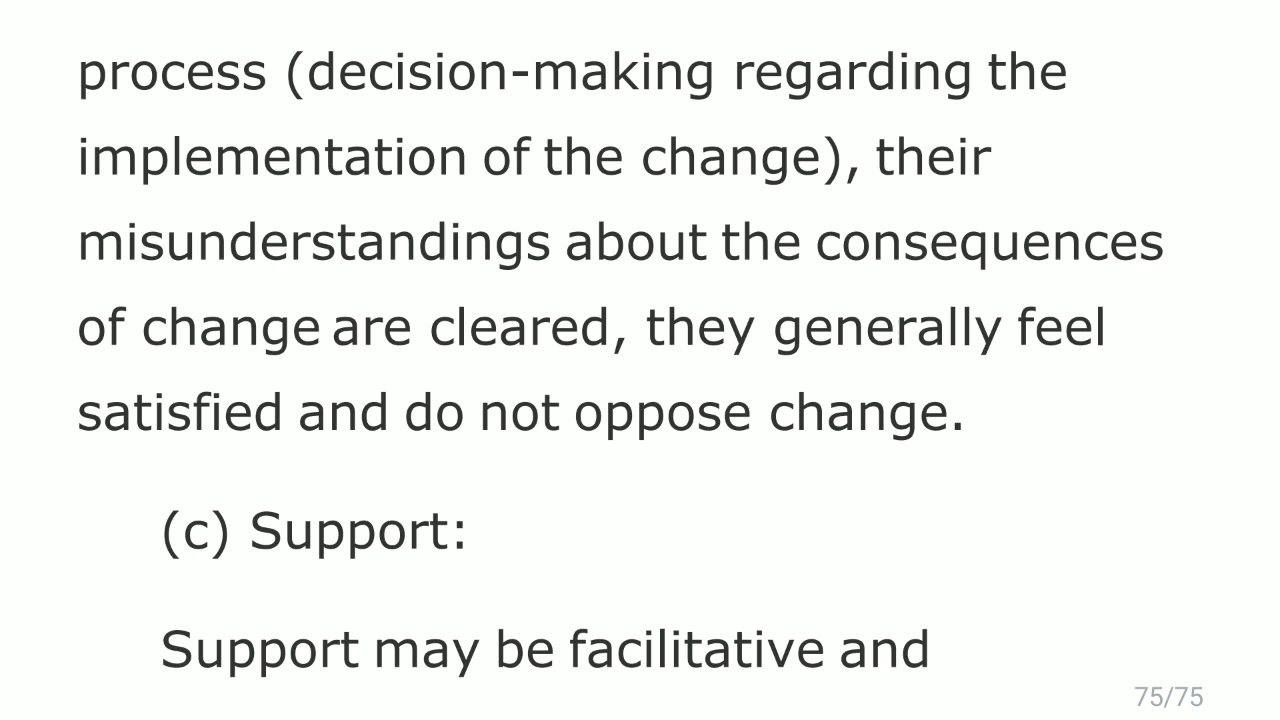 process (decision-making regarding the
implementation of the change), their
misunderstandings about the consequences
of change are cleared, they generally feel
satisfied and do not oppose change.
(c) Support:
Support may be facilitative and
75/75